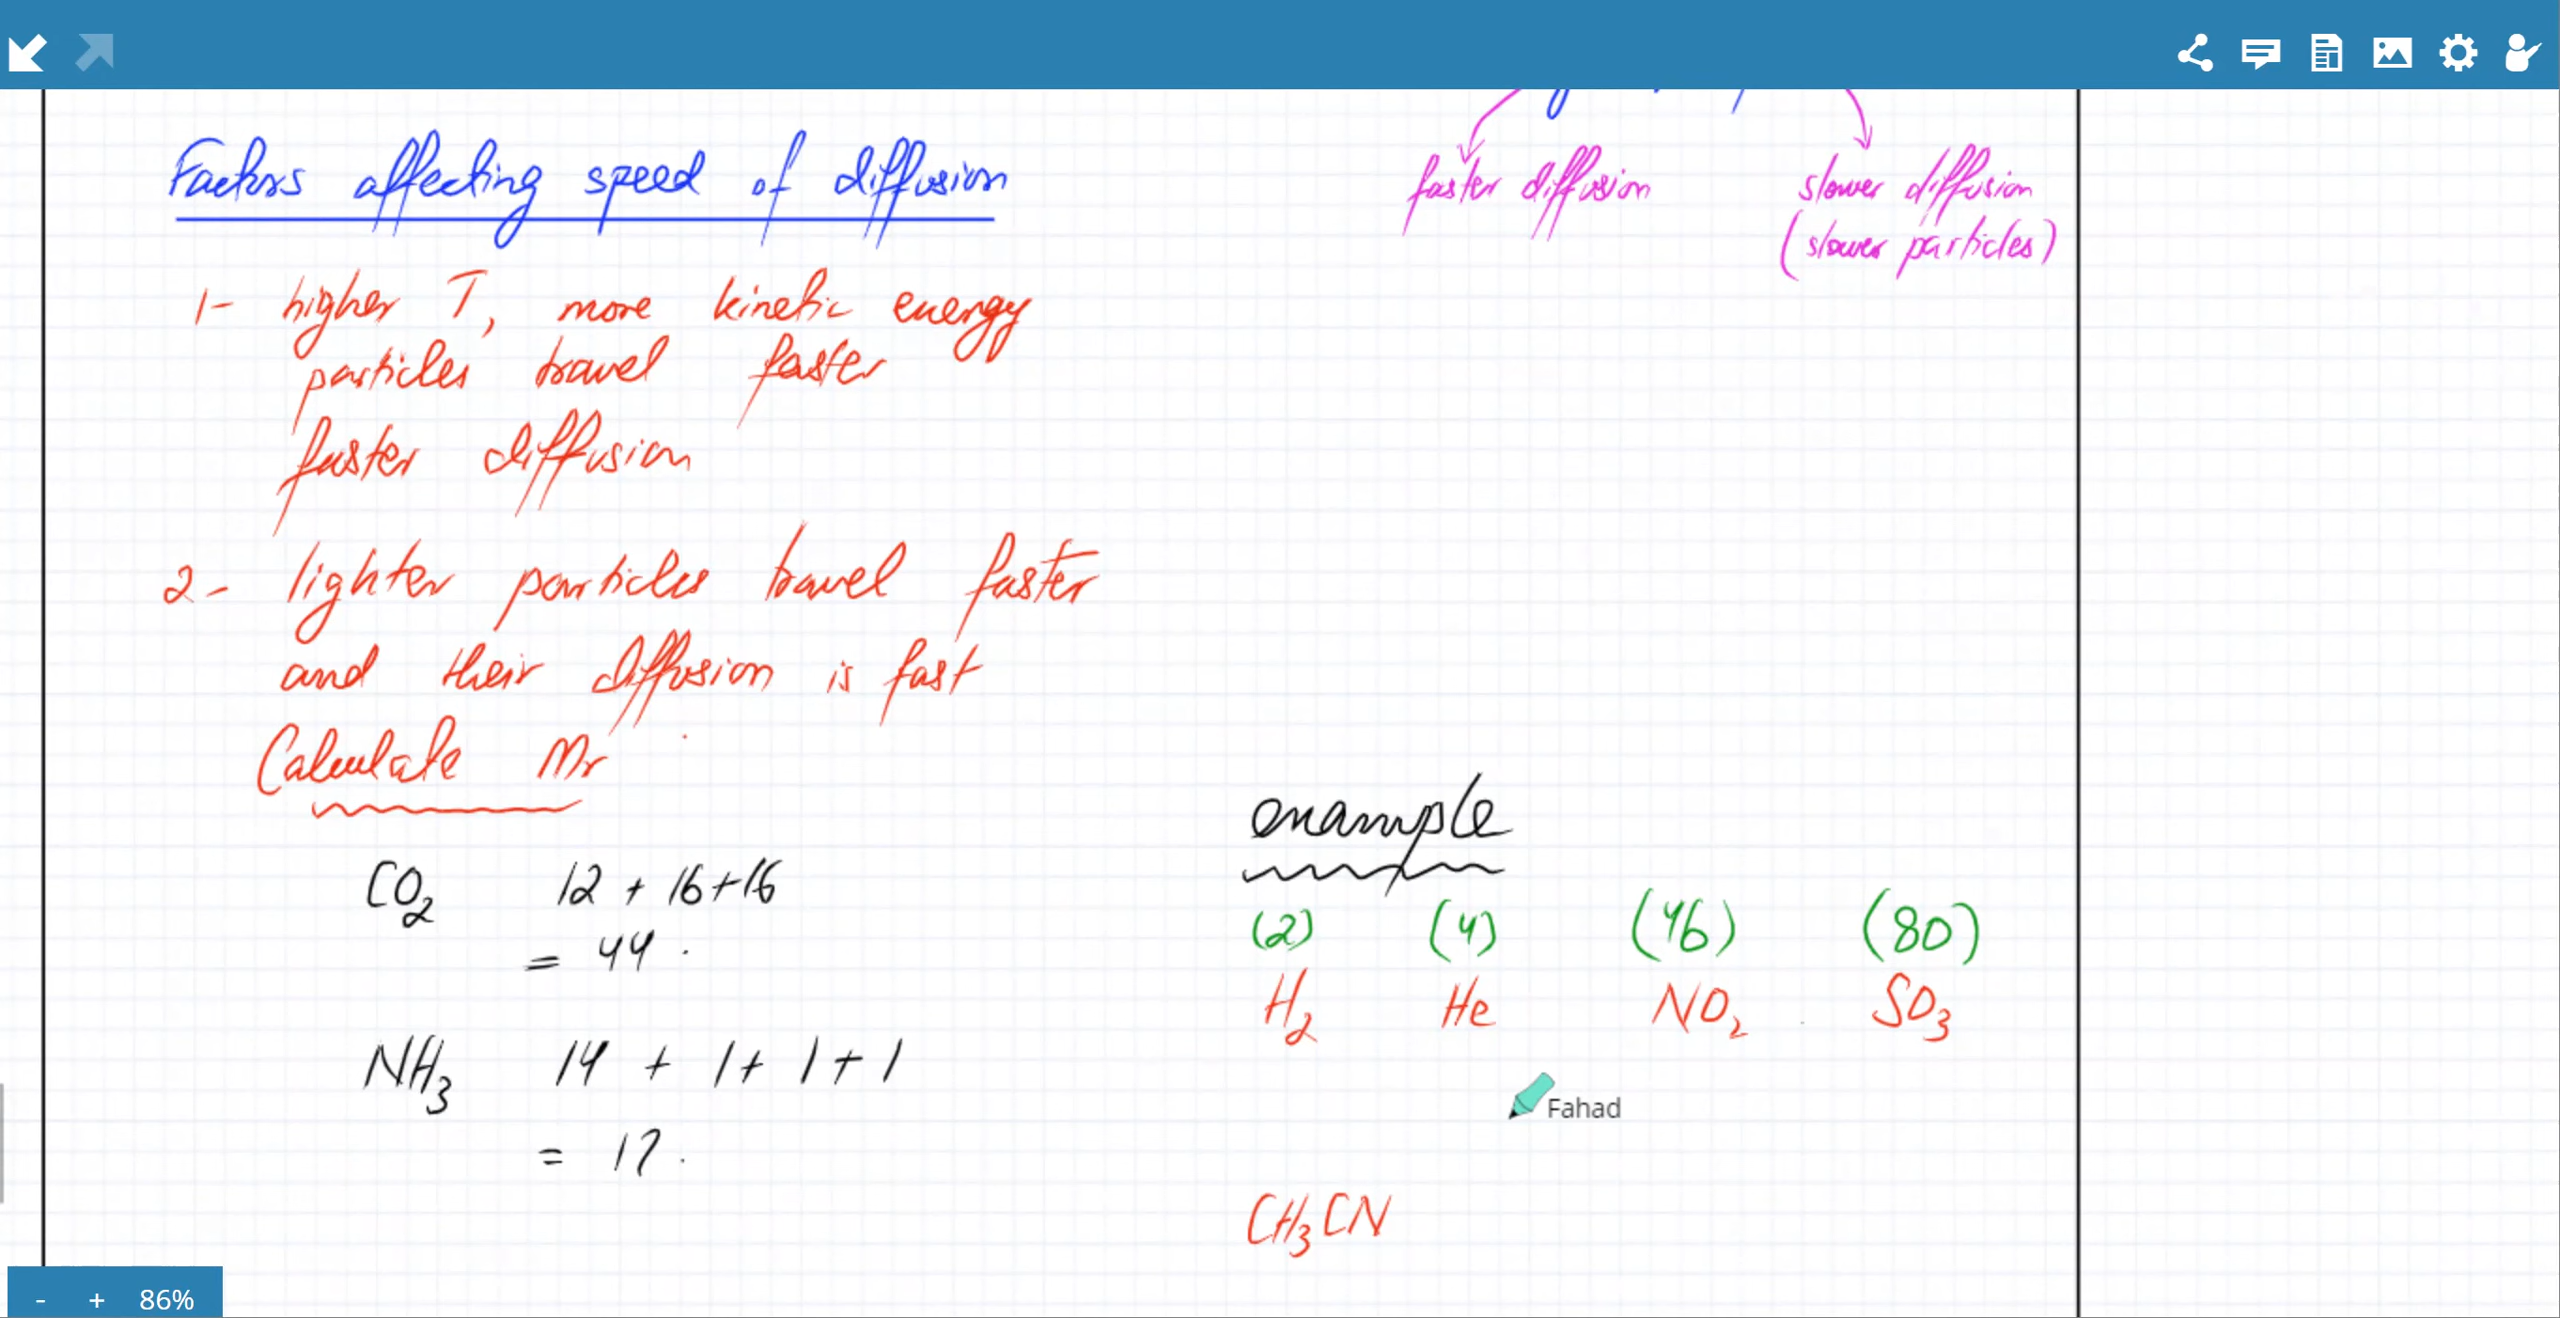 Factors affecting speed of diffusion
1- higher T, more kinetic energy
particles travel faster
faster diffusion
2- lighter particles travel faster
and their diffusion is fast
Calculate Mr
CO₂ 12 + 16+16
= 44.
NH₃ 14 + 1+ 1+1
= 17.
faster diffusion
slower diffusion
(slower particles)
example
(2) (4) (46) (80)
H₂ He NO₂ SO₃
Fahad
CH₃CN
- + 86%